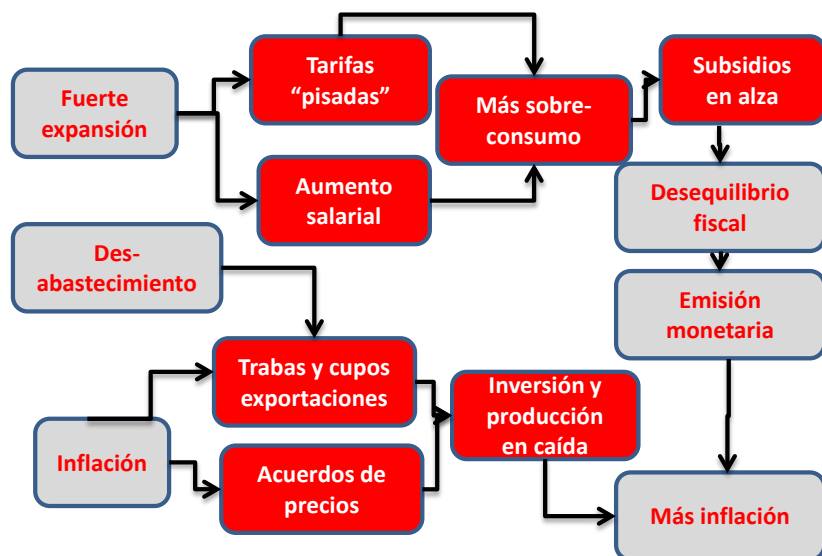 Tarifas
“pisadas”
Subsidios
en alza
Fuerte
expansión
Más sobre-
consumo
Aumento
salarial
Desequilibrio
fiscal
Des-
abastecimiento
Emisión
monetaria
Trabas y cupos
exportaciones
Inversión y
producción
en caída
Inflación
Acuerdos de
precios
Más inflación